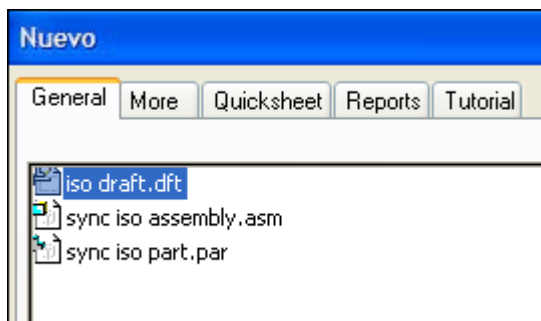 Nuevo
General More Quicksheet Reports Tutorial
iso draft.dft
sync iso assembly.asm
sync iso part.par